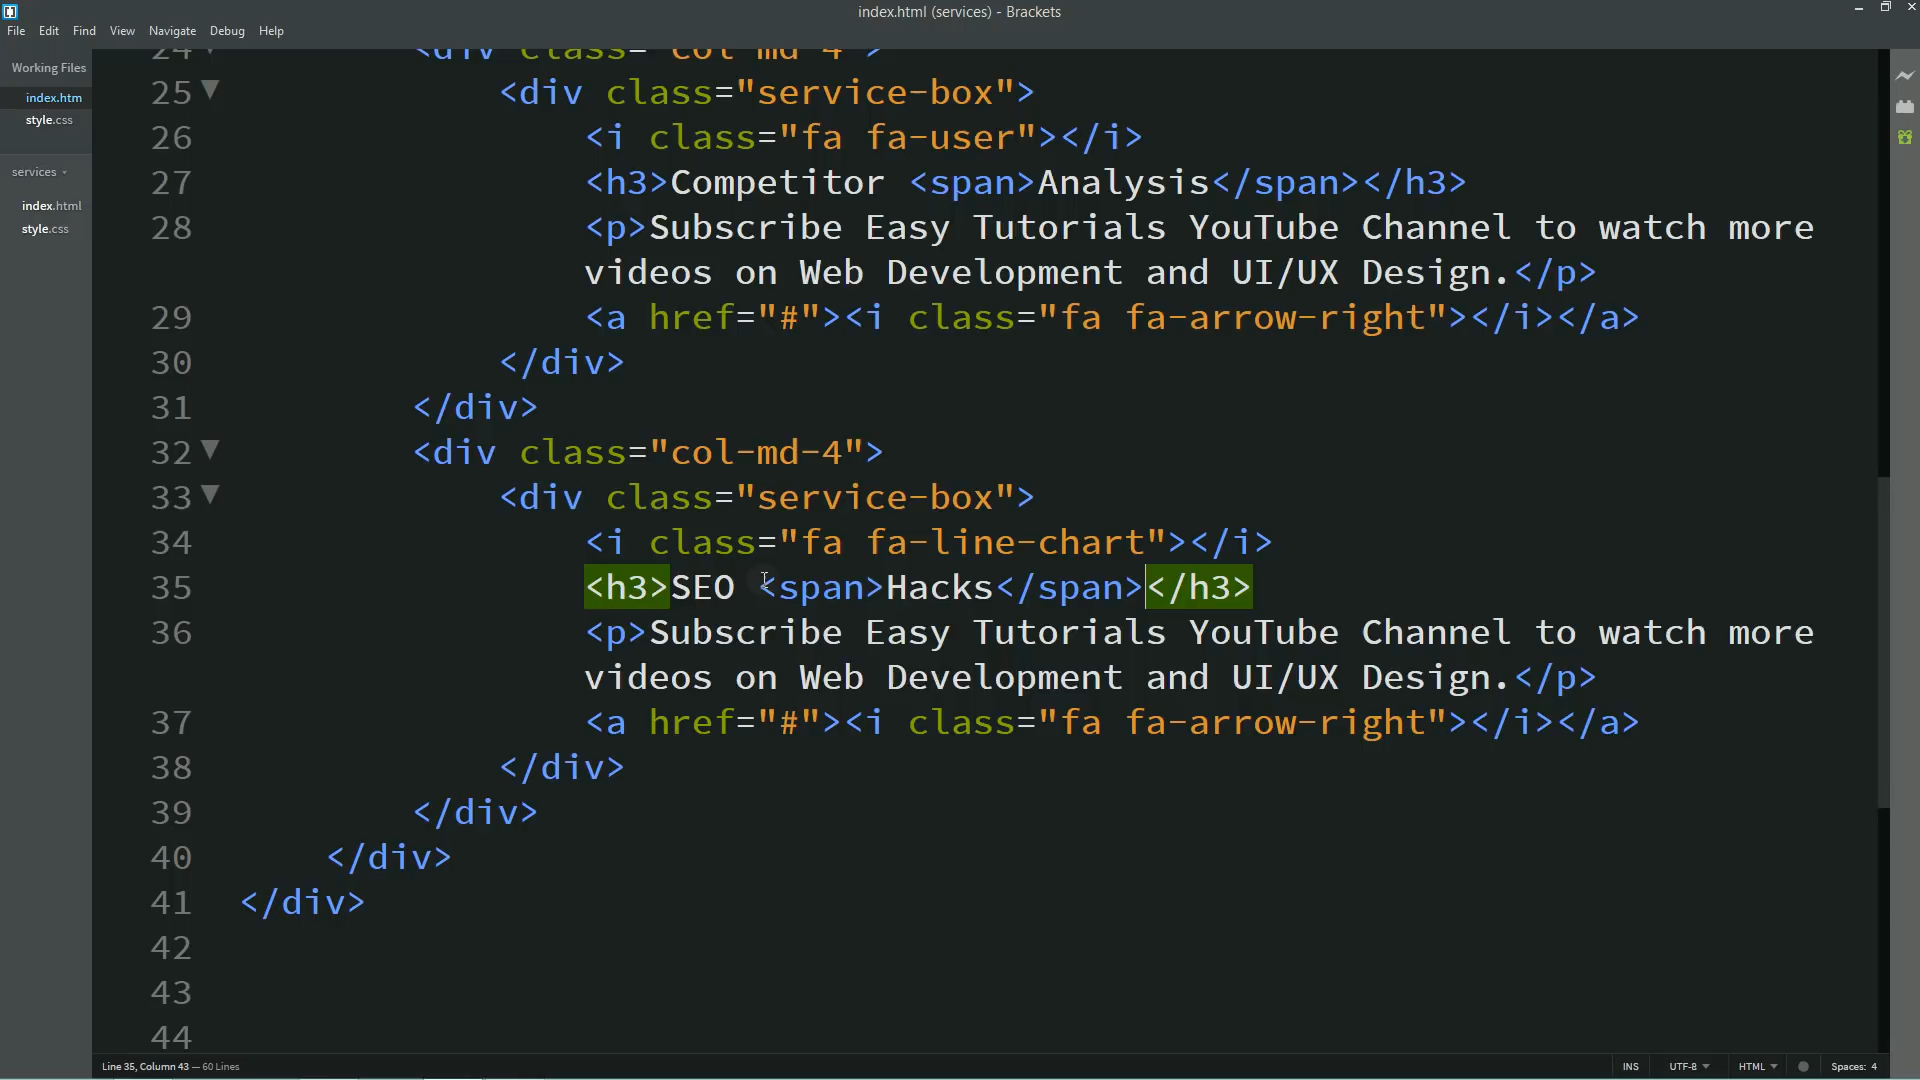 index.html (services) - Brackets
File Edit Find View Navigate Debug Help
Working Files
index.htm
style.css
services
index.html
style.css
24 <div class="col-md-4">
25 <div class="service-box">
26 <i class="fa fa-user"></i>
27 <h3>Competitor <span>Analysis</span></h3>
28 <p>Subscribe Easy Tutorials YouTube Channel to watch more
videos on Web Development and UI/UX Design.</p>
29 <a href="#"><i class="fa fa-arrow-right"></i></a>
30 </div>
31 </div>
32 <div class="col-md-4">
33 <div class="service-box">
34 <i class="fa fa-line-chart"></i>
35 <h3>SEO <span>Hacks</span></h3>
36 <p>Subscribe Easy Tutorials YouTube Channel to watch more
videos on Web Development and UI/UX Design.</p>
37 <a href="#"><i class="fa fa-arrow-right"></i></a>
38 </div>
39 </div>
40 </div>
41 </div>
42
43
44
Line 35, Column 43 — 60 Lines
INS UTF-8 HTML Spaces: 4